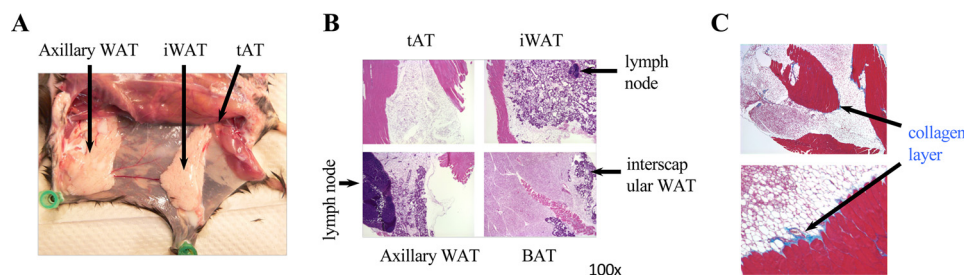 A
Axillary WAT
iWAT
tAT
B
tAT
iWAT
lymph
node
lymph node
interscap
ular WAT
Axillary WAT
BAT
100x
C
collagen
layer